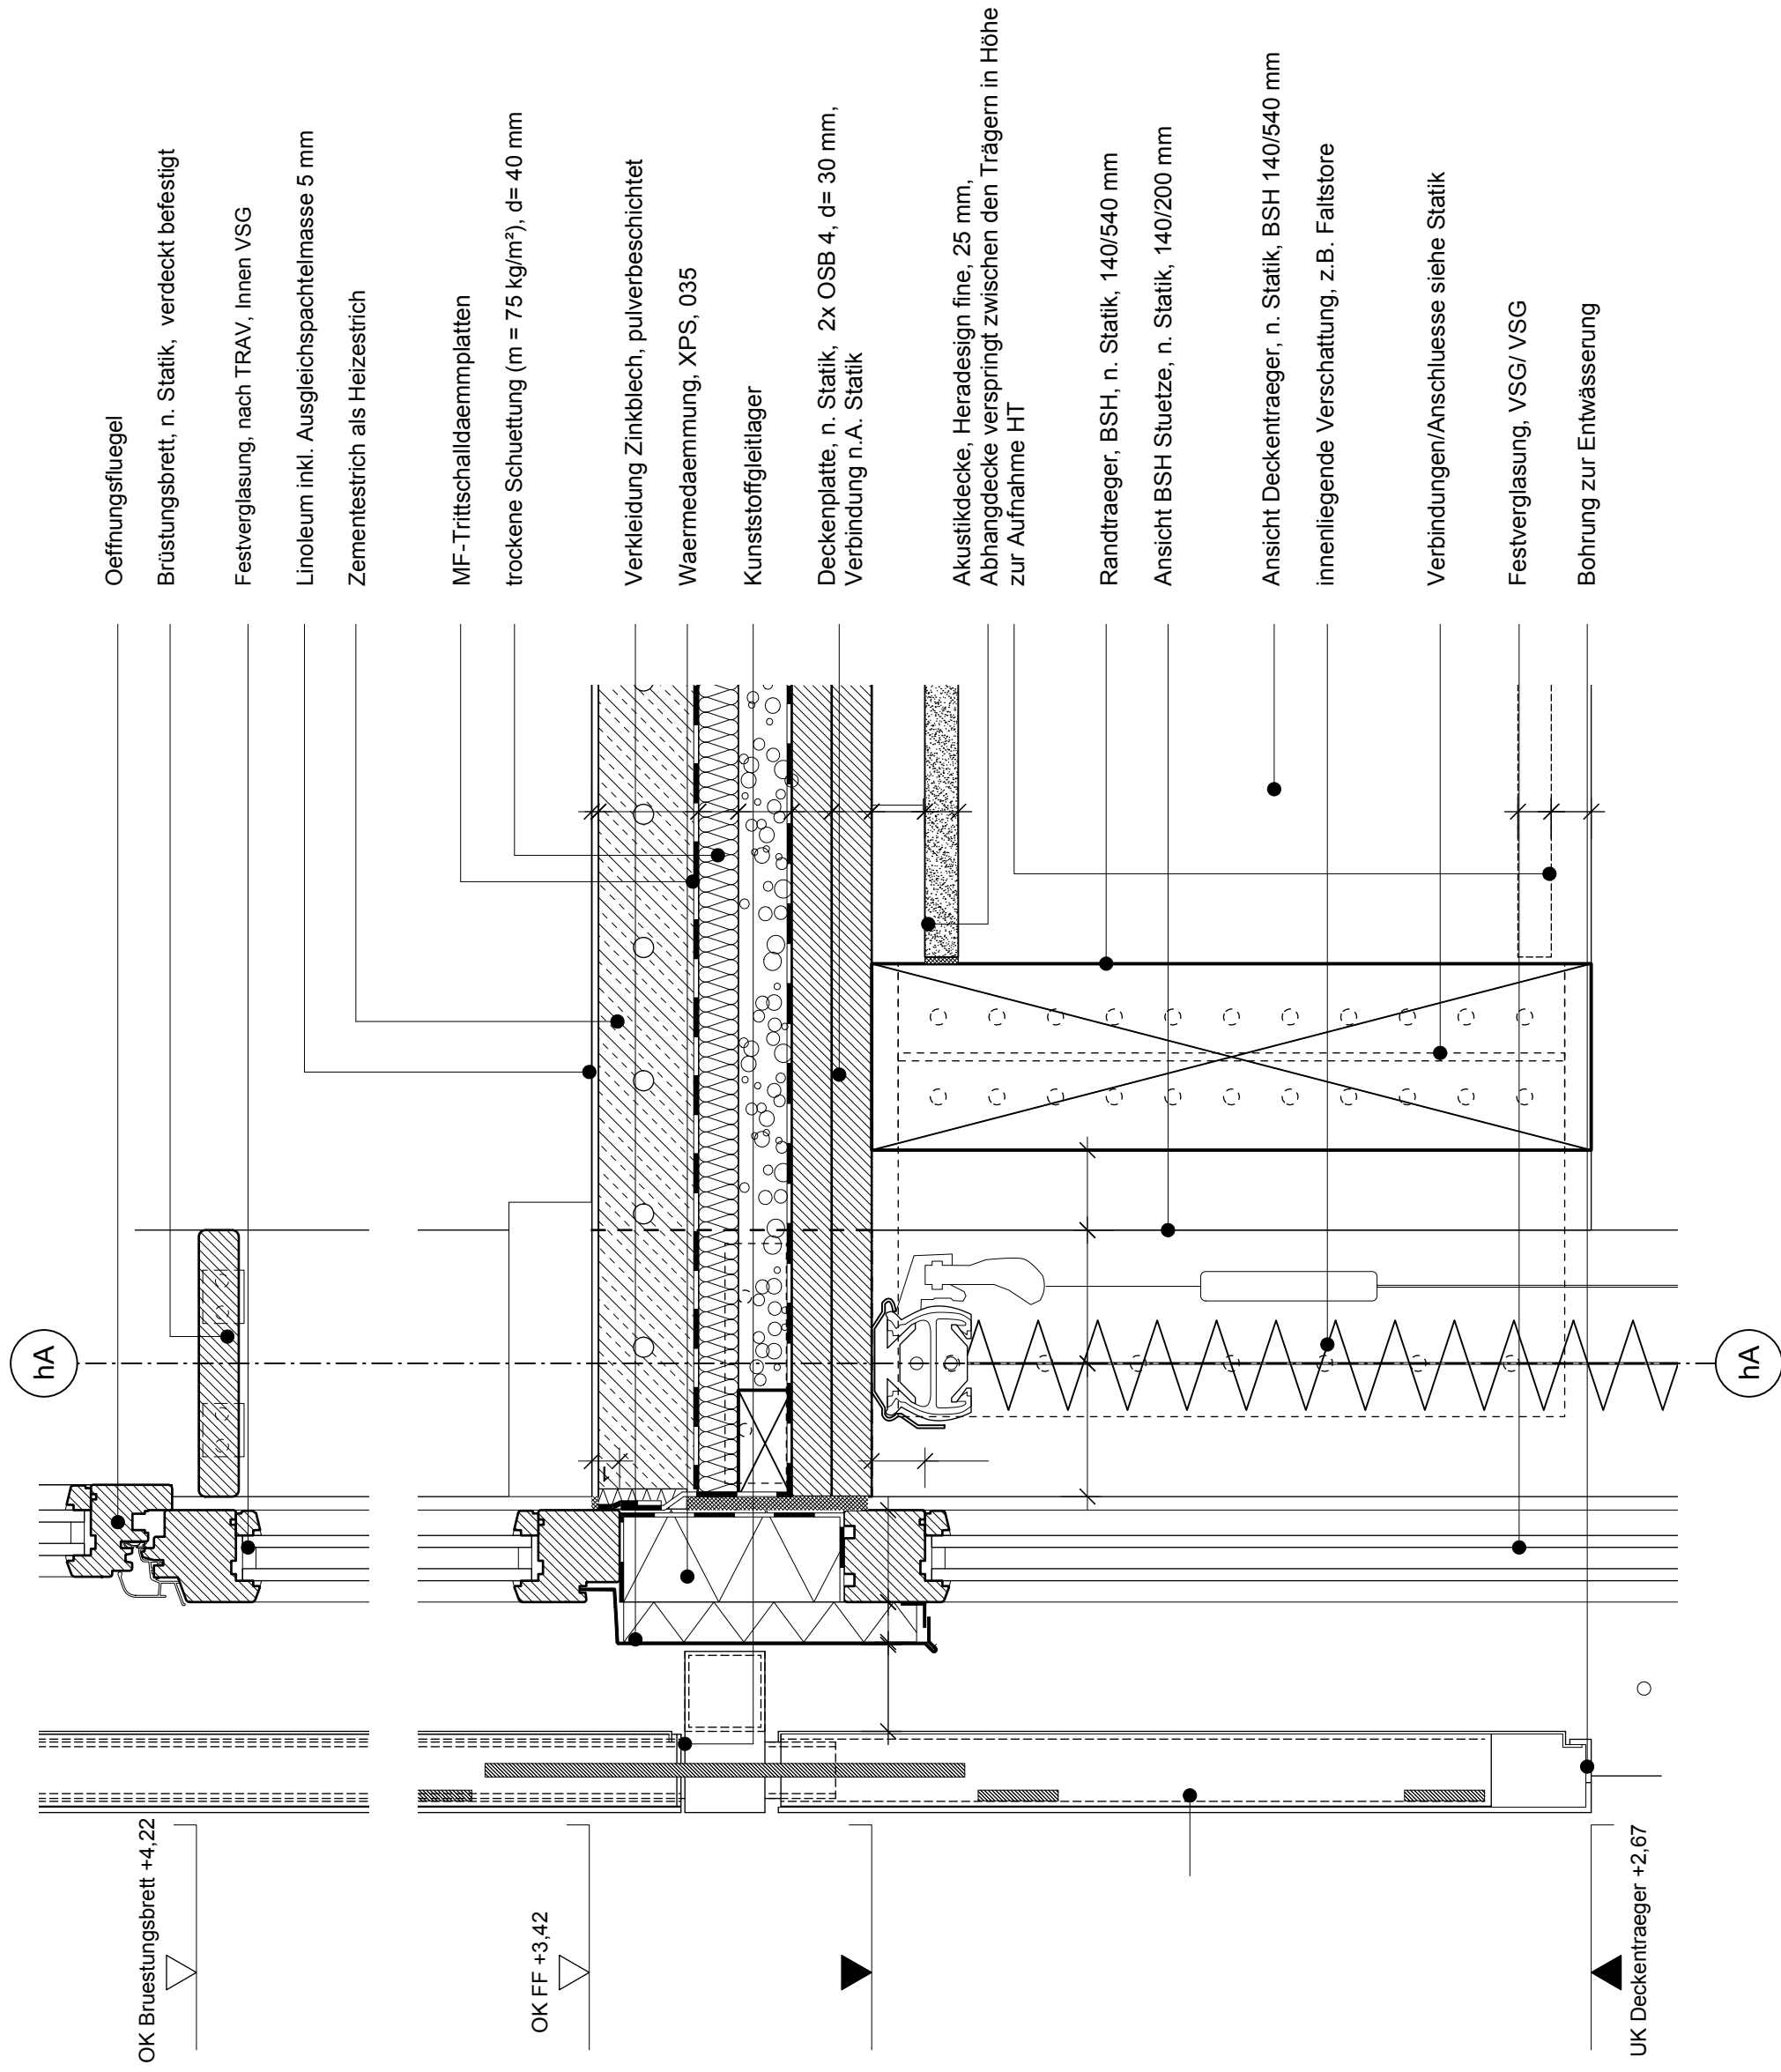 Oeffnungsfluegel
Brüstungsbrett, n. Statik, verdeckt befestigt
Festverglasung, nach TRAV, Innen VSG
Linoleum inkl. Ausgleichspachtelmasse 5 mm
Zementestrich als Heizestrich
MF-Trittschalldaemmplatten
trockene Schuettung (m = 75 kg/m²), d= 40 mm
Verkleidung Zinkblech, pulverbeschichtet
Waermedaemmung, XPS, 035
Kunststoffgleitlager
Deckenplatte, n. Statik, 2x OSB 4, d= 30 mm,
Verbindung n.A. Statik
Akustikdecke, Heradesign fine, 25 mm,
Abhangdecke verspringt zwischen den Trägern in Höhe
zur Aufnahme HT
Randtraeger, BSH, n. Statik, 140/540 mm
Ansicht BSH Stuetze, n. Statik, 140/200 mm
Ansicht Deckentraeger, n. Statik, BSH 140/540 mm
innenliegende Verschattung, z.B. Faltstore
Verbindungen/Anschluesse siehe Statik
Festverglasung, VSG/ VSG
Bohrung zur Entwässerung
hA
hA
OK Bruestungsbrett +4,22
OK FF +3,42
UK Deckentraeger +2,67